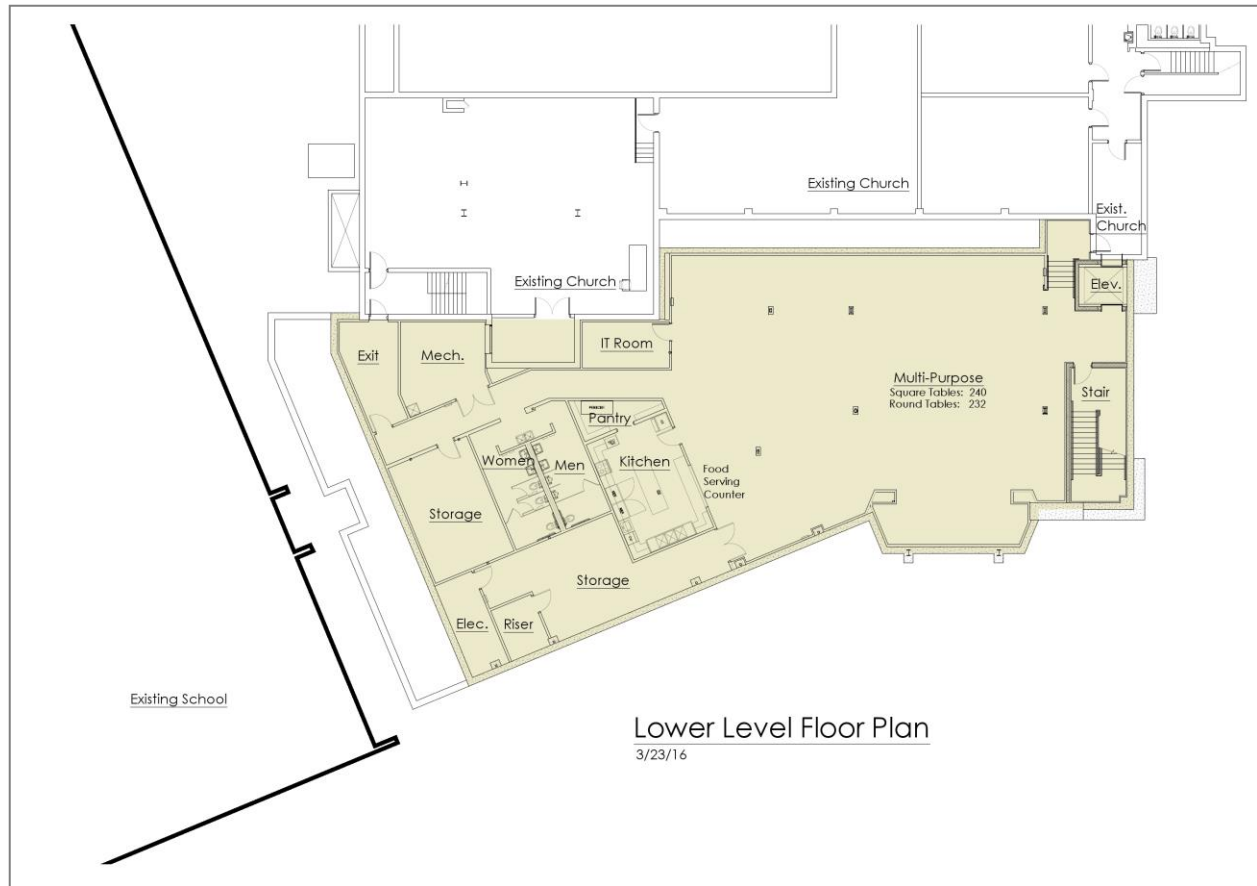 Existing Church
Exist.
Church
Existing Church
Elev.
Exit
Mech.
IT Room
Multi-Purpose
Square Tables: 240
Round Tables: 232
Stair
Pantry
Women
Men
Kitchen
Food
Serving
Counter
Storage
Storage
Elec.
Riser
Existing School
Lower Level Floor Plan
3/23/16